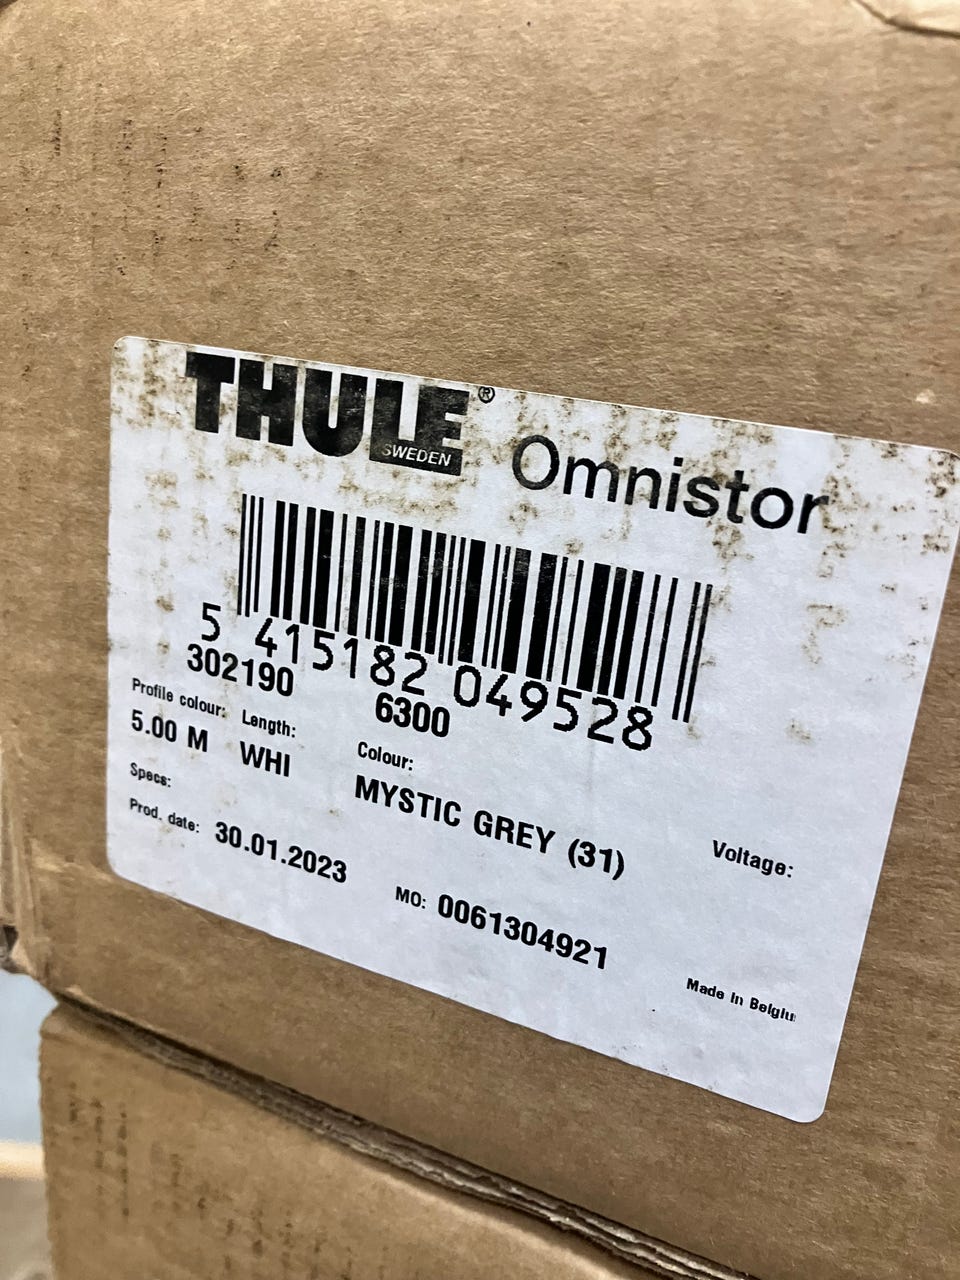 THULE® Omnistor
SWEDEN
5 415182 049528
302190 6300
Profile colour: Length: Colour:
5.00 M WHI MYSTIC GREY (31)
Specs: Voltage:
Prod. date: 30.01.2023 MO: 0061304921
Made in Belgiu